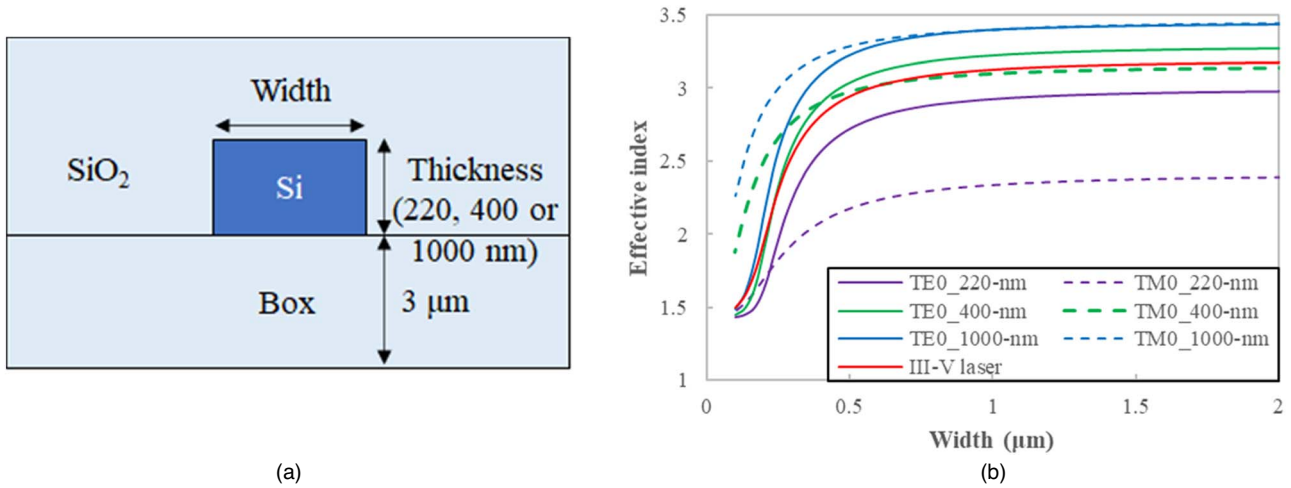 Width
SiO2
Si
Thickness
(220, 400 or
1000 nm)
Box
3 μm
(a)
Effective index
3.5
3
2.5
2
1.5
1
TE0_220-nm
TM0_220-nm
TE0_400-nm
TM0_400-nm
TE0_1000-nm
TM0_1000-nm
III-V laser
0
0.5
1
1.5
2
Width (μm)
(b)